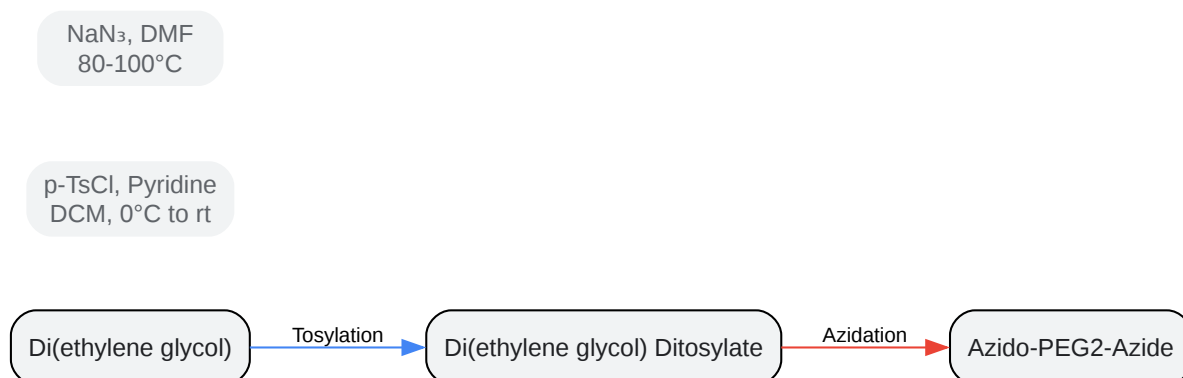 NaN₃, DMF
80-100°C
p-TsCl, Pyridine
DCM, 0°C to rt
Di(ethylene glycol)
Tosylation
Di(ethylene glycol) Ditosylate
Azidation
Azido-PEG2-Azide